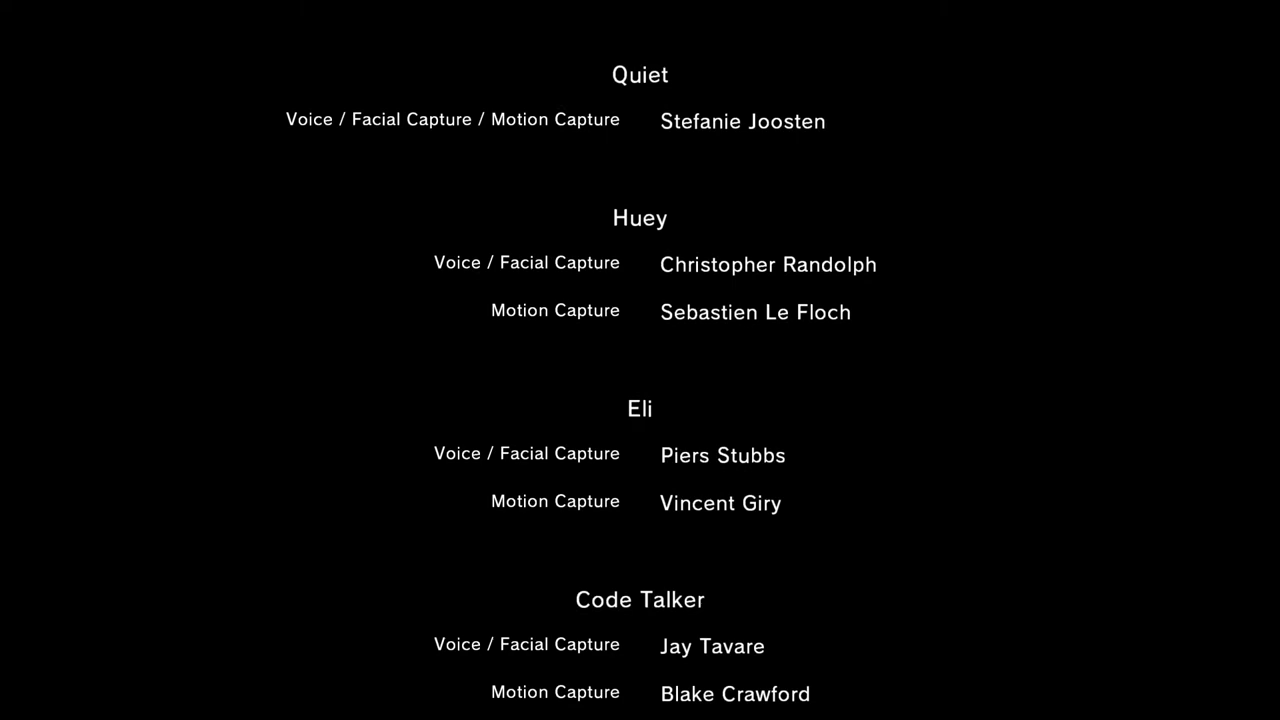 Quiet
Voice / Facial Capture / Motion Capture Stefanie Joosten
Huey
Voice / Facial Capture Christopher Randolph
Motion Capture Sebastien Le Floch
Eli
Voice / Facial Capture Piers Stubbs
Motion Capture Vincent Giry
Code Talker
Voice / Facial Capture Jay Tavare
Motion Capture Blake Crawford